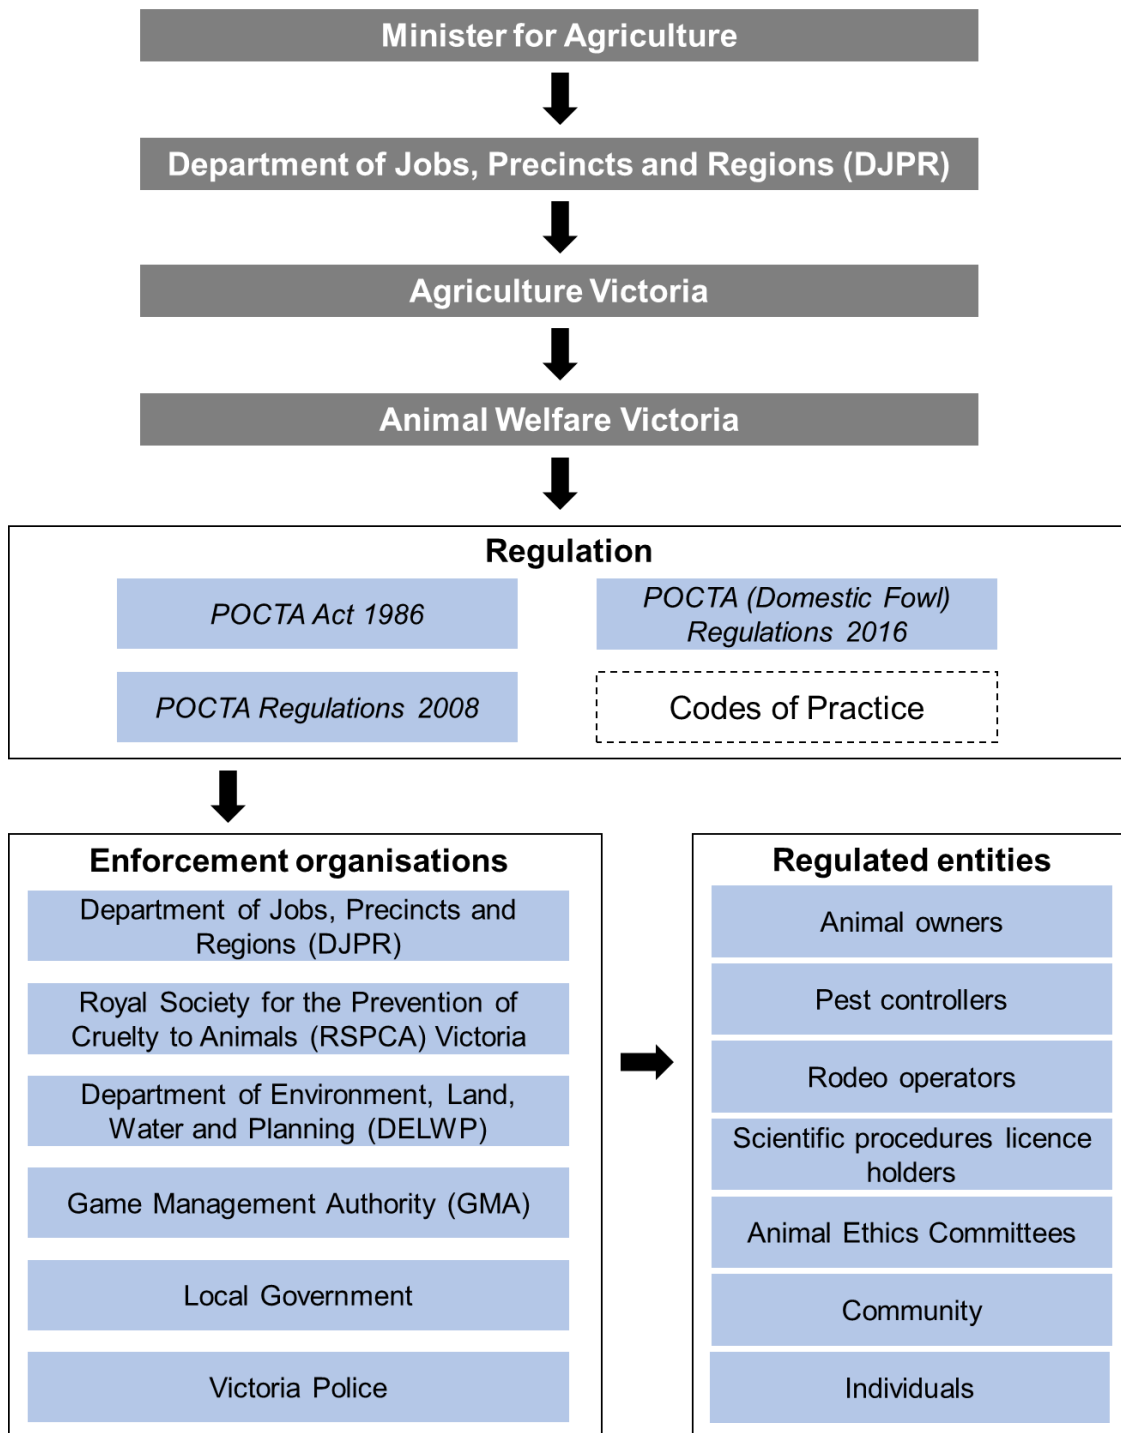 Minister for Agriculture
Department of Jobs, Precincts and Regions (DJPR)
Agriculture Victoria
Animal Welfare Victoria
Regulation
POCTA Act 1986
POCTA (Domestic Fowl)
Regulations 2016
POCTA Regulations 2008
Codes of Practice
Enforcement organisations
Department of Jobs, Precincts and
Regions (DJPR)
Royal Society for the Prevention of
Cruelty to Animals (RSPCA) Victoria
Department of Environment, Land,
Water and Planning (DELWP)
Game Management Authority (GMA)
Local Government
Victoria Police
Regulated entities
Animal owners
Pest controllers
Rodeo operators
Scientific procedures licence
holders
Animal Ethics Committees
Community
Individuals